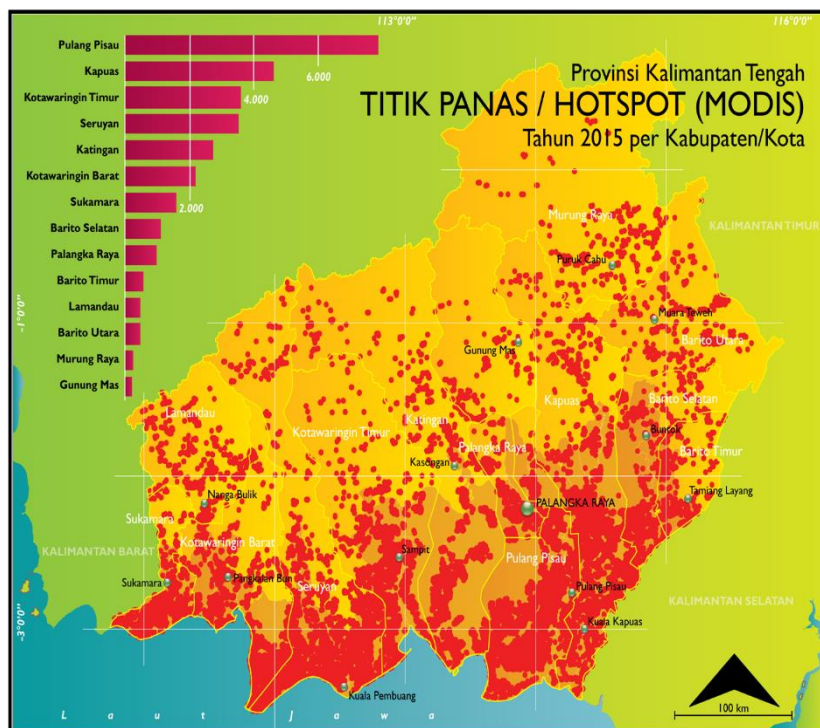 113°0'0"
116°0'0"
Provinsi Kalimantan Tengah
TITIK PANAS / HOTSPOT (MODIS)
Tahun 2015 per Kabupaten/Kota
Pulang Pisau
Kapuas
Kotawaringin Timur
Seruyan
Katingan
Kotawaringin Barat
Sukamara
Barito Selatan
Palangka Raya
Barito Timur
Lamandau
Barito Utara
Murung Raya
Gunung Mas
6.000
4.000
2.000
-1°0'0"
-3°0'0"
KALIMANTAN TIMUR
Murung Raya
Puruk Cahu
Muara Teweh
Barito Utara
Gunung Mas
Kapuas
Barito Selatan
Lamandau
Katingan
Kotawaringin Timur
Buntok
Palangka Raya
Barito Timur
Kasongan
Nanga Bulik
PALANGKA RAYA
Tamiang Layang
Sukamara
Kotawaringin Barat
KALIMANTAN BARAT
Sampit
Pulang Pisau
Sukamara
Pangkalan Bun
Seruyan
Pulang Pisau
KALIMANTAN SELATAN
Kuala Kapuas
Kuala Pembuang
Laut Jawa
100 km